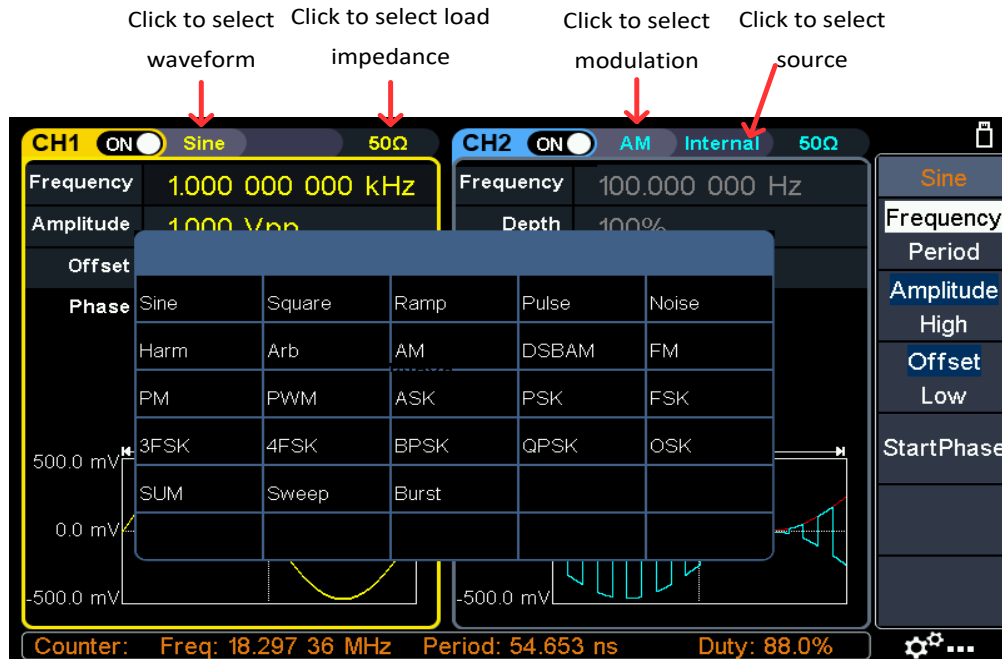 Click to select waveform
Click to select load impedance
Click to select modulation
Click to select source
CH1 ON Sine 50Ω
CH2 ON AM Internal 50Ω
Frequency 1.000 000 000 kHz
Amplitude 1.000 Vpp
Offset
Phase
Frequency 100.000 000 Hz
Depth 100%
Sine Square Ramp Pulse Noise
Harm Arb AM DSBAM FM
PM PWM ASK PSK FSK
3FSK 4FSK BPSK QPSK OSK
SUM Sweep Burst
500.0 mV
0.0 mV
-500.0 mV
-500.0 mV
Sine
Frequency
Period
Amplitude
High
Offset
Low
StartPhase
Counter: Freq: 18.297 36 MHz Period: 54.653 ns Duty: 88.0%